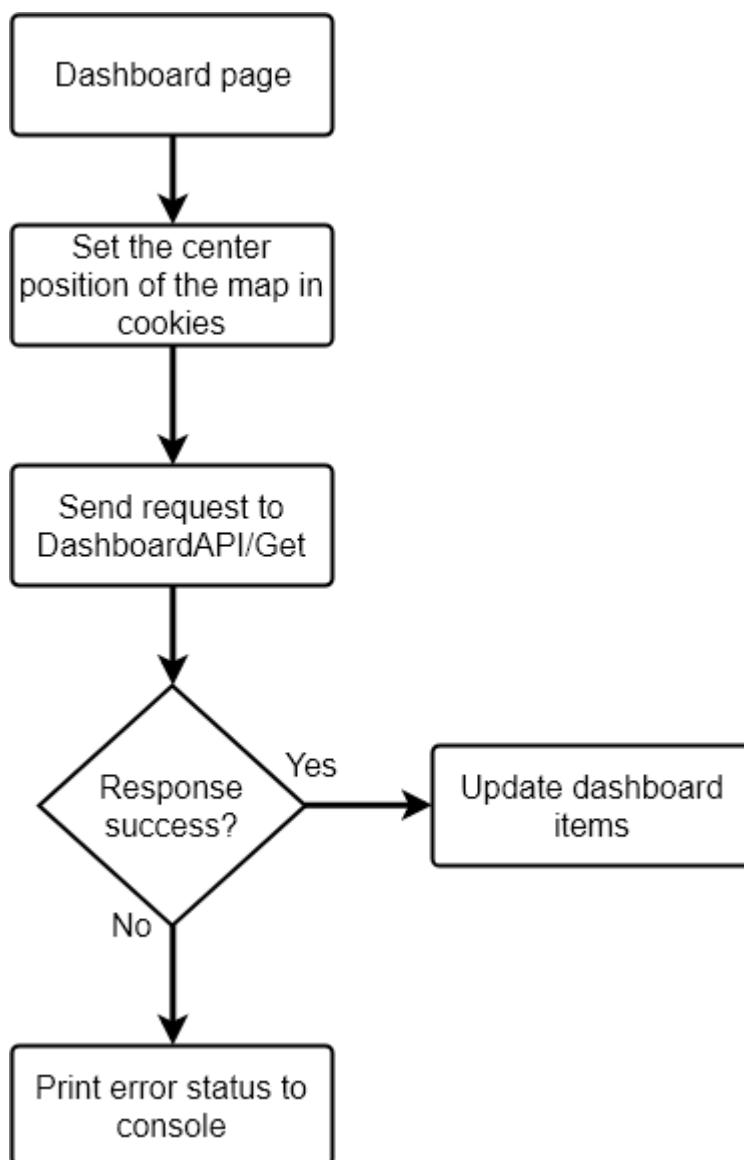 Dashboard page
Set the center
position of the map in
cookies
Send request to
DashboardAPI/Get
Response
success?
Yes
Update dashboard
items
No
Print error status to
console